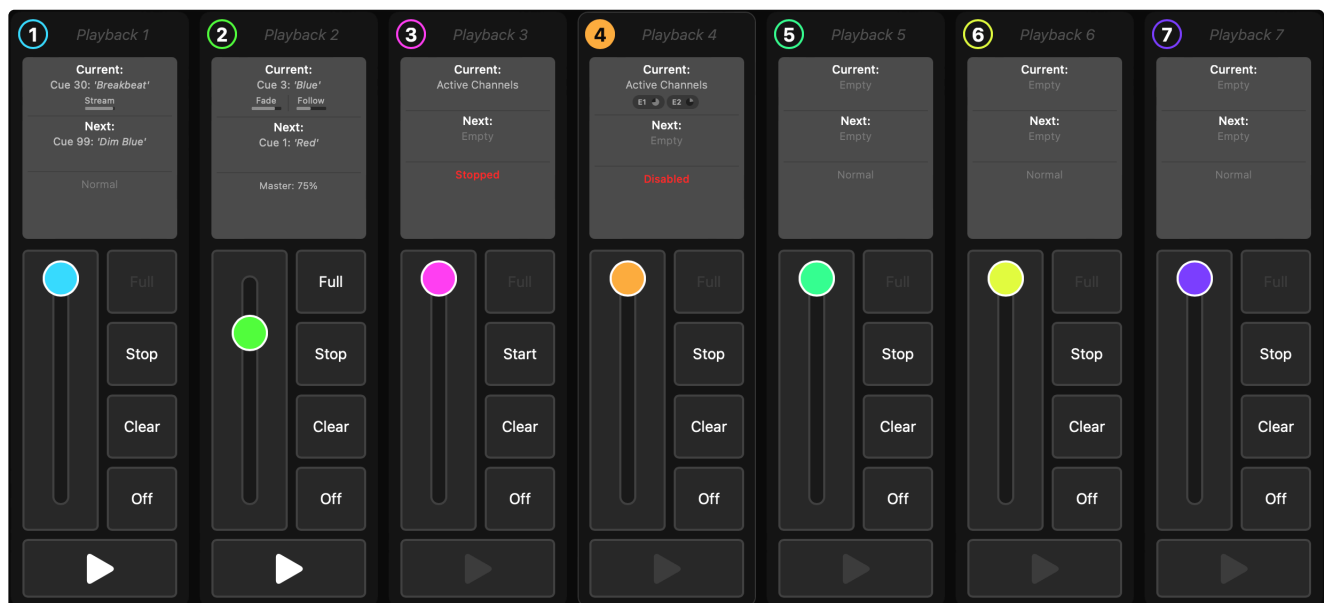 1 Playback 1
Current:
Cue 30: 'Breakbeat'
Stream
Next:
Cue 99: 'Dim Blue'
Normal
Full
Stop
Clear
Off
2 Playback 2
Current:
Cue 3: 'Blue'
Fade Follow
Next:
Cue 1: 'Red'
Master: 75%
Full
Stop
Clear
Off
3 Playback 3
Current:
Active Channels
Next:
Empty
Stopped
Full
Start
Clear
Off
4 Playback 4
Current:
Active Channels
E1 E2
Next:
Empty
Disabled
Full
Stop
Clear
Off
5 Playback 5
Current:
Empty
Next:
Empty
Normal
Full
Stop
Clear
Off
6 Playback 6
Current:
Empty
Next:
Empty
Normal
Full
Stop
Clear
Off
7 Playback 7
Current:
Empty
Next:
Empty
Normal
Full
Stop
Clear
Off